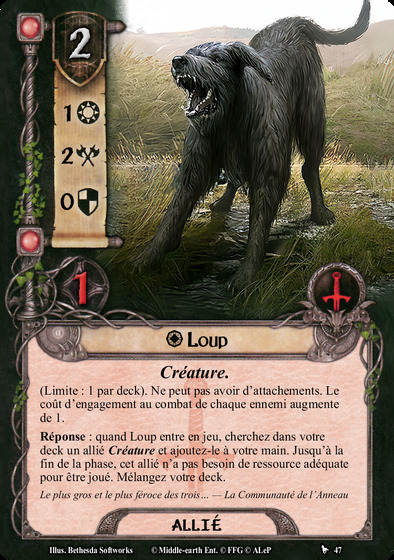 2
1
2
0
1
Loup
Créature.
(Limite : 1 par deck). Ne peut pas avoir d'attachements. Le
coût d'engagement au combat de chaque ennemi augmente
de 1.
Réponse : quand Loup entre en jeu, cherchez dans votre
deck un allié Créature et ajoutez-le à votre main. Jusqu'à la
fin de la phase, cet allié n'a pas besoin de ressource adéquate
pour être joué. Mélangez votre deck.
Le plus gros et le plus féroce des trois… — La Communauté de l'Anneau
ALLIÉ
Illus. Bethesda Softworks © Middle-earth Ent. © FFG © ALeP 47